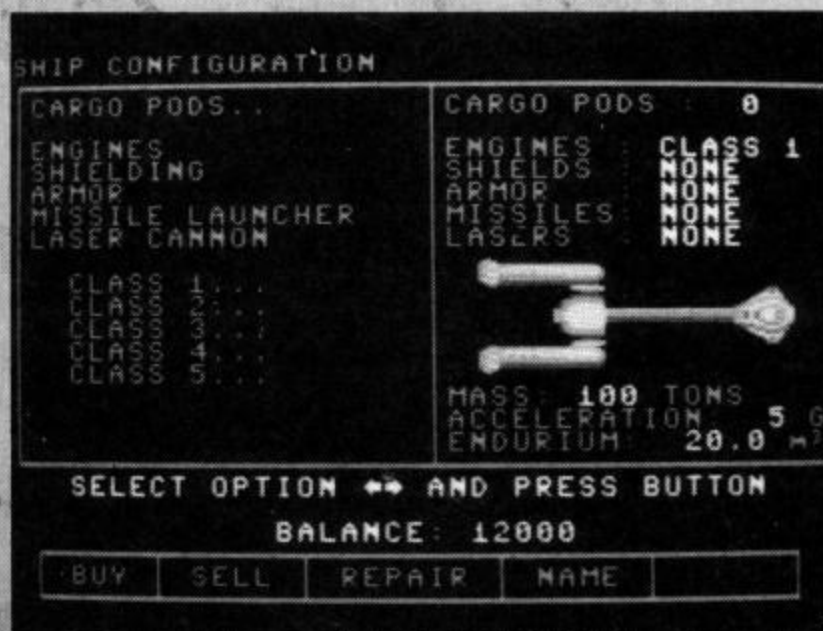 SHIP CONFIGURATION
CARGO PODS..
ENGINES
SHIELDING
ARMOR
MISSILE LAUNCHER
LASER CANNON
CLASS 1...
CLASS 2...
CLASS 3...
CLASS 4...
CLASS 5...
CARGO PODS : 0
ENGINES : CLASS 1
SHIELDS : NONE
ARMOR : NONE
MISSILES : NONE
LASERS : NONE
MASS: 100 TONS
ACCELERATION: 5 G
ENDURIUM: 20.0 m³
SELECT OPTION ←→ AND PRESS BUTTON
BALANCE: 12000
BUY SELL REPAIR NAME